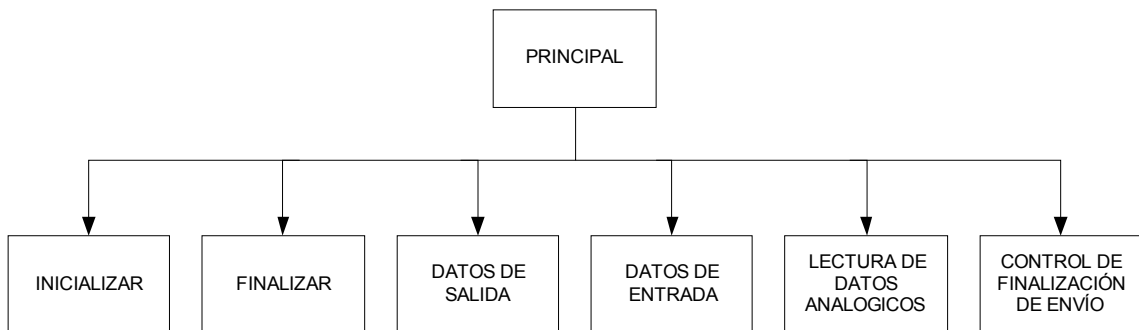 PRINCIPAL
INICIALIZAR
FINALIZAR
DATOS DE
SALIDA
DATOS DE
ENTRADA
LECTURA DE
DATOS
ANALOGICOS
CONTROL DE
FINALIZACIÓN
DE ENVÍO